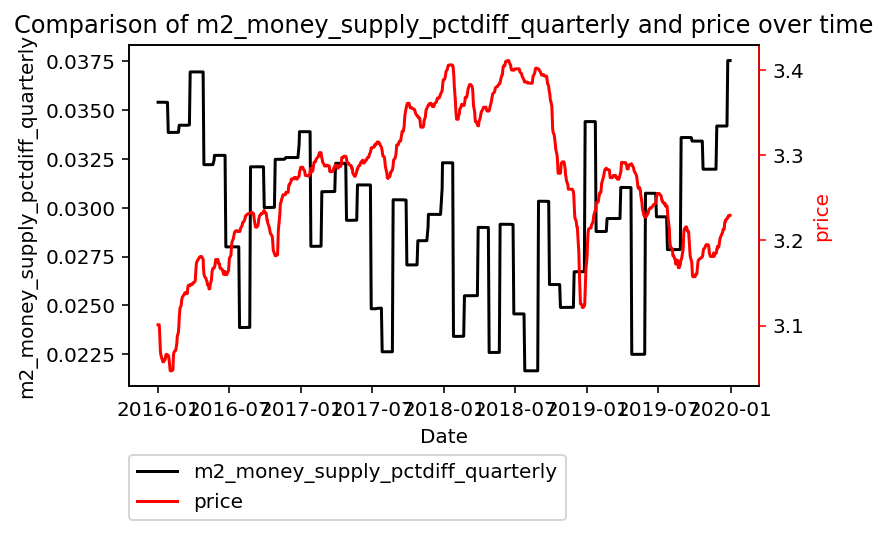 Comparison of m2_money_supply_pctdiff_quarterly and price over time
m2_money_supply_pctdiff_quarterly
0.0375
0.0350
0.0325
0.0300
0.0275
0.0250
0.0225
3.4
3.3
3.2
3.1
price
2016-01 2016-07 2017-01 2017-07 2018-01 2018-07 2019-01 2019-07 2020-01
Date
m2_money_supply_pctdiff_quarterly
price